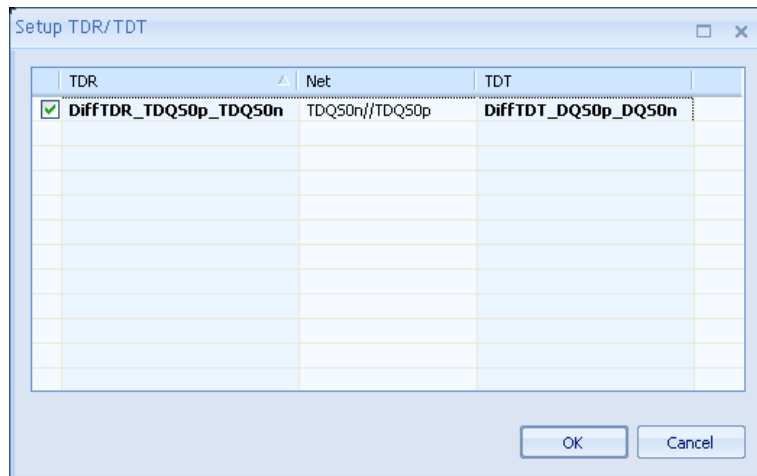 Setup TDR/TDT
TDR Net TDT
DiffTDR_TDQS0p_TDQS0n TDQS0n//TDQS0p DiffTDT_DQS0p_DQS0n
OK Cancel